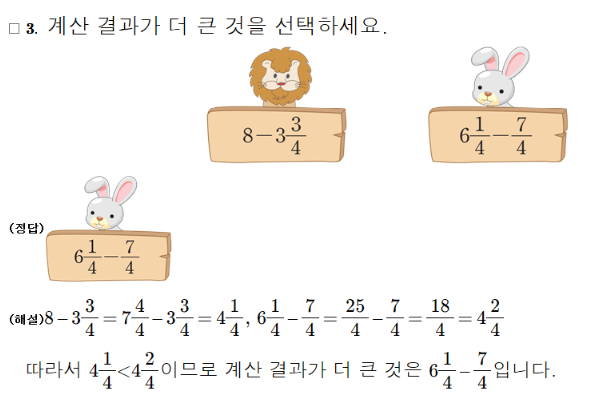 □ 3. 계산 결과가 더 큰 것을 선택하세요.
8－3 3/4    6 1/4－7/4
(정답) 6 1/4－7/4
(해설) 8－3 3/4＝7 4/4－3 3/4＝4 1/4, 6 1/4－7/4＝25/4－7/4＝18/4＝4 2/4
따라서 4 1/4<4 2/4이므로 계산 결과가 더 큰 것은 6 1/4－7/4입니다.